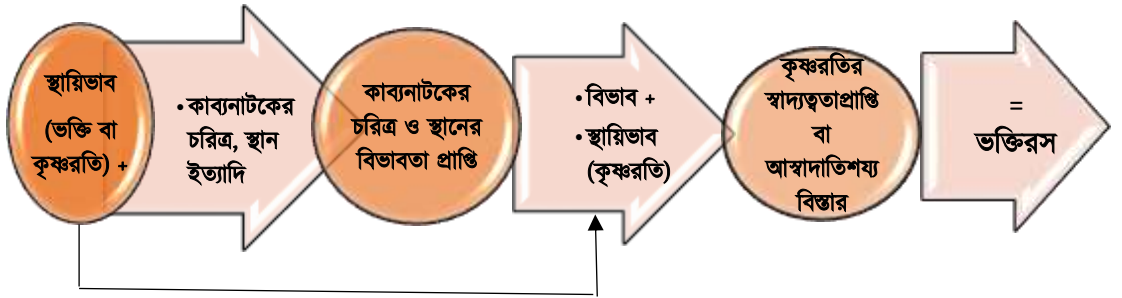 স্থায়িভাব
(ভক্তি বা
কৃষ্ণরতি) +
•কাব্যনাটকের
চরিত্র, স্থান
ইত্যাদি
কাব্যনাটকের
চরিত্র ও স্থানের
বিভাবতা প্রাপ্তি
•বিভাব +
•স্থায়িভাব
(কৃষ্ণরতি)
কৃষ্ণরতির
স্বাদ্যত্বতাপ্রাপ্তি
বা
আস্বাদাতিশয্য
বিস্তার
=
ভক্তিরস